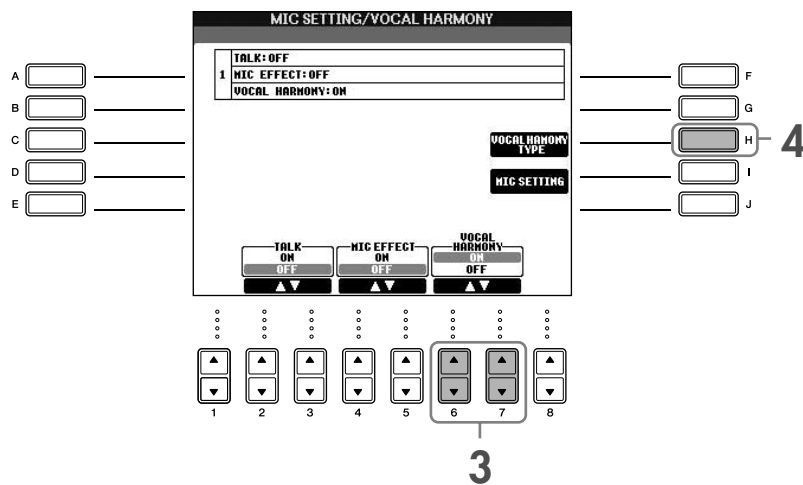 MIC SETTING/VOCAL HARMONY
TALK:OFF
1 MIC EFFECT:OFF
VOCAL HARMONY:ON
A
B
C
D
E
F
G
H
I
J
4
VOCAL HAMONY
TYPE
MIC SETTING
TALK
ON
OFF
MIC EFFECT
ON
OFF
VOCAL
HARMONY
ON
OFF
1 2 3 4 5 6 7 8
3